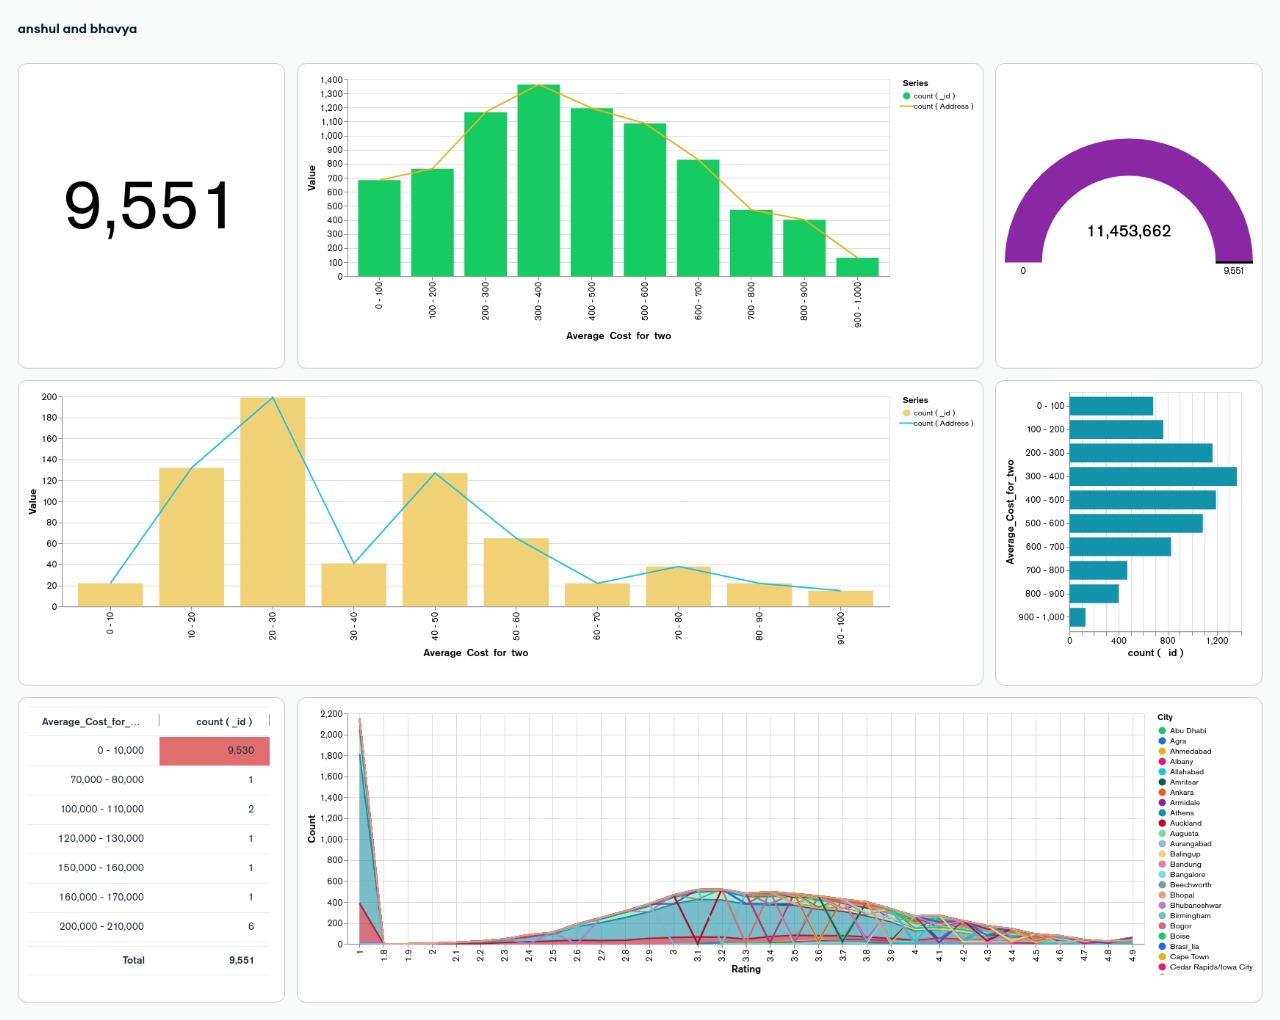 anshul and bhavya
9,551
1,400
1,300
1,200
1,100
1,000
900
800
700
600
500
400
300
200
100
0
Value
0 - 100
100 - 200
200 - 300
300 - 400
400 - 500
500 - 600
600 - 700
700 - 800
800 - 900
900 - 1,000
Average Cost for two
Series
count ( _id )
count ( Address )
11,453,662
0
9,551
200
180
160
140
120
100
80
60
40
20
0
Value
0 - 10
10 - 20
20 - 30
30 - 40
40 - 50
50 - 60
60 - 70
70 - 80
80 - 90
90 - 100
Average Cost for two
Series
count ( _id )
count ( Address )
Average_Cost_for_two
0 - 100
100 - 200
200 - 300
300 - 400
400 - 500
500 - 600
600 - 700
700 - 800
800 - 900
900 - 1,000
0
400
800
1,200
count ( id )
Average_Cost_for_... count ( _id )
0 - 10,000 9,530
70,000 - 80,000 1
100,000 - 110,000 2
120,000 - 130,000 1
150,000 - 160,000 1
160,000 - 170,000 1
200,000 - 210,000 6
Total 9,551
2,200
2,000
1,800
1,600
1,400
1,200
1,000
800
600
400
200
0
Count
1
1.8
1.9
2
2.1
2.2
2.3
2.4
2.5
2.6
2.7
2.8
2.9
3
3.1
3.2
3.3
3.4
3.5
3.6
3.7
3.8
3.9
4
4.1
4.2
4.3
4.4
4.5
4.6
4.7
4.8
4.9
Rating
City
Abu Dhabi
Agra
Ahmedabad
Albany
Allahabad
Amritsar
Ankara
Armidale
Athens
Auckland
Augusta
Aurangabad
Balingup
Bandung
Bangalore
Beechworth
Bhopal
Bhubaneshwar
Birmingham
Bogor
Boise
Brasí_lia
Cape Town
Cedar Rapids/Iowa City